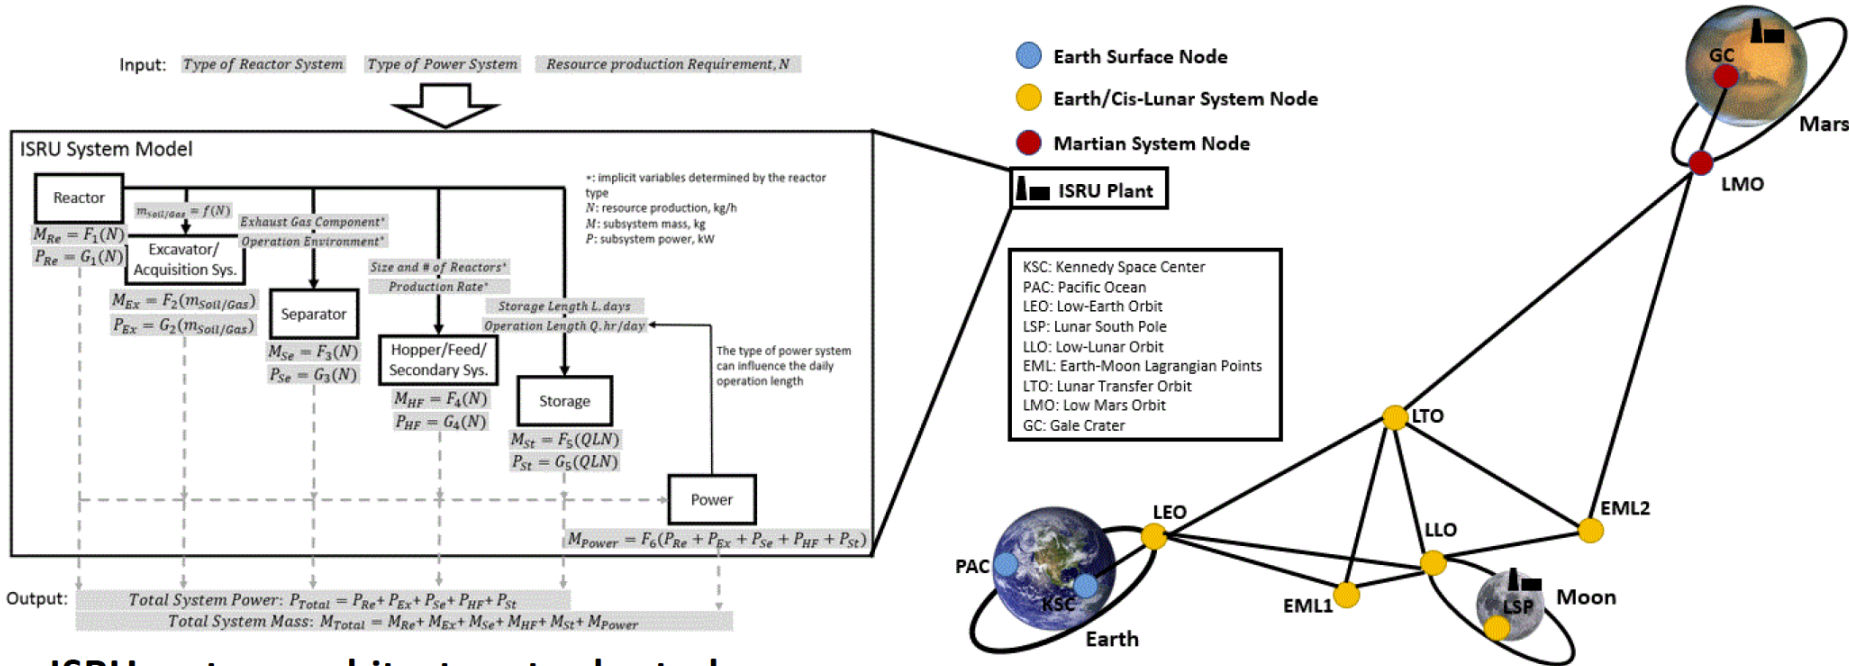 Input: Type of Reactor System Type of Power System Resource production Requirement, N
ISRU System Model
Reactor
M_Re = F_1(N)
P_Re = G_1(N)
m_Soil/Gas = f(N)
Excavator/
Acquisition Sys.
M_Ex = F_2(m_Soil/Gas)
P_Ex = G_2(m_Soil/Gas)
Exhaust Gas Component*
Operation Environment*
Separator
M_Se = F_3(N)
P_Se = G_3(N)
Size and # of Reactors*
Production Rate*
Hopper/Feed/
Secondary Sys.
M_HF = F_4(N)
P_HF = G_4(N)
Storage Length L. days
Operation Length Q. hr/day
Storage
M_St = F_5(QLN)
P_St = G_5(QLN)
*: implicit variables determined by the reactor
type
N: resource production, kg/h
M: subsystem mass, kg
P: subsystem power, kW
The type of power system
can influence the daily
operation length
Power
M_Power = F_6(P_Re + P_Ex + P_Se + P_HF + P_St)
Output: Total System Power: P_Total = P_Re + P_Ex + P_Se + P_HF + P_St
Total System Mass: M_Total = M_Re + M_Ex + M_Se + M_HF + M_St + M_Power
Earth Surface Node
Earth/Cis-Lunar System Node
Martian System Node
ISRU Plant
KSC: Kennedy Space Center
PAC: Pacific Ocean
LEO: Low-Earth Orbit
LSP: Lunar South Pole
LLO: Low-Lunar Orbit
EML: Earth-Moon Lagrangian Points
LTO: Lunar Transfer Orbit
LMO: Low Mars Orbit
GC: Gale Crater
GC
Mars
LMO
LTO
EML2
LEO
LLO
PAC
KSC
EML1
LSP
Moon
Earth